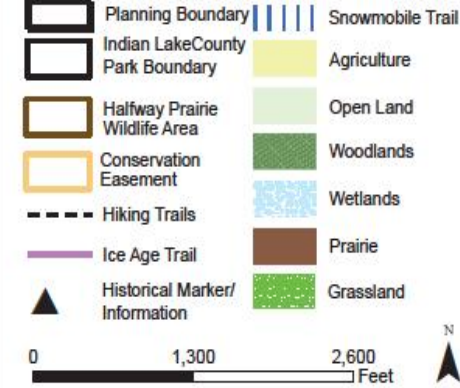 Planning Boundary
Indian LakeCounty
Park Boundary
Halfway Prairie
Wildlife Area
Conservation
Easement
Hiking Trails
Ice Age Trail
Historical Marker/
Information
Snowmobile Trail
Agriculture
Open Land
Woodlands
Wetlands
Prairie
Grassland
0 1,300 2,600
Feet
N